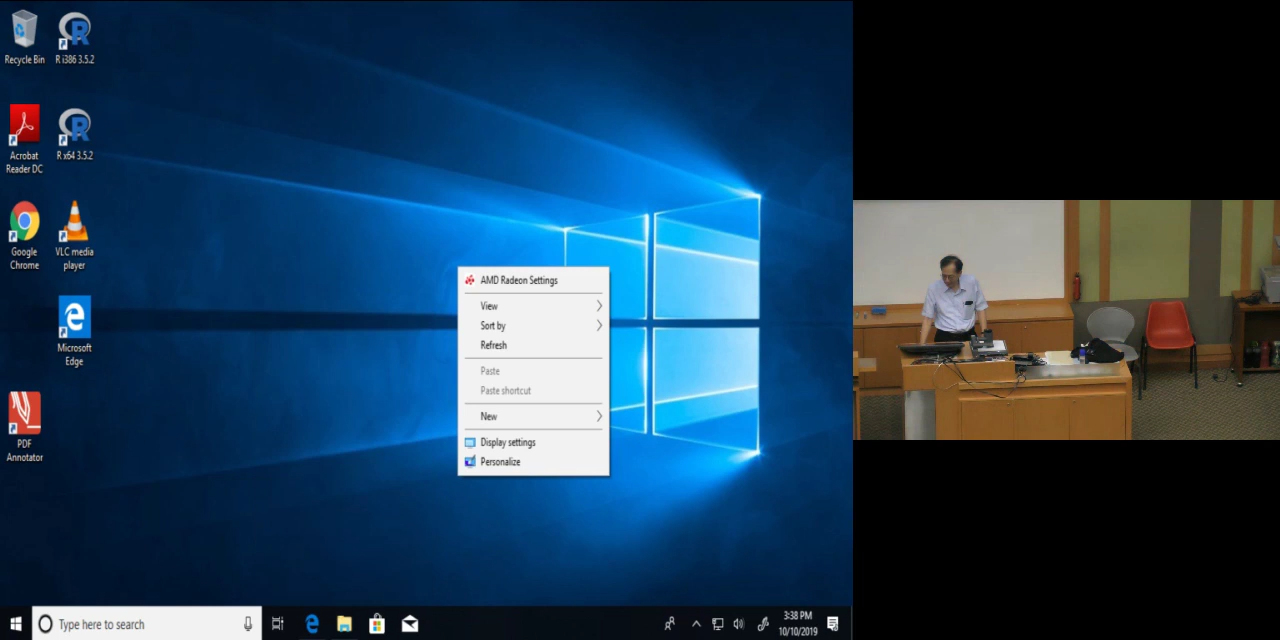 Recycle Bin
R i386 3.5.2
Acrobat
Reader DC
R x64 3.5.2
Google
Chrome
VLC media
player
Microsoft
Edge
PDF
Annotator
AMD Radeon Settings
View
Sort by
Refresh
Paste
Paste shortcut
New
Display settings
Personalize
Type here to search
3:38 PM
10/10/2019